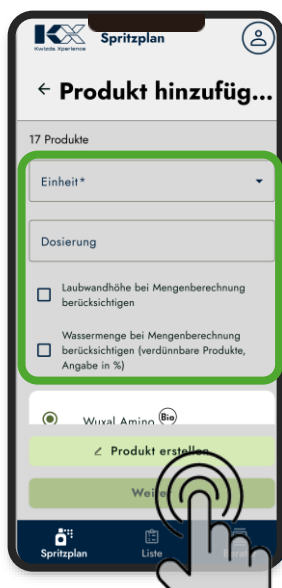 KX
Kwizda Xperience
Spritzplan
Produkt hinzufüg...
17 Produkte
Einheit*
Dosierung
Laubwandhöhe bei Mengenberechnung
berücksichtigen
Wassermenge bei Mengenberechnung
berücksichtigen (verdünnbare Produkte,
Angabe in %)
Wuxal Amino Bio
Produkt erstellen
Spritzplan
Liste